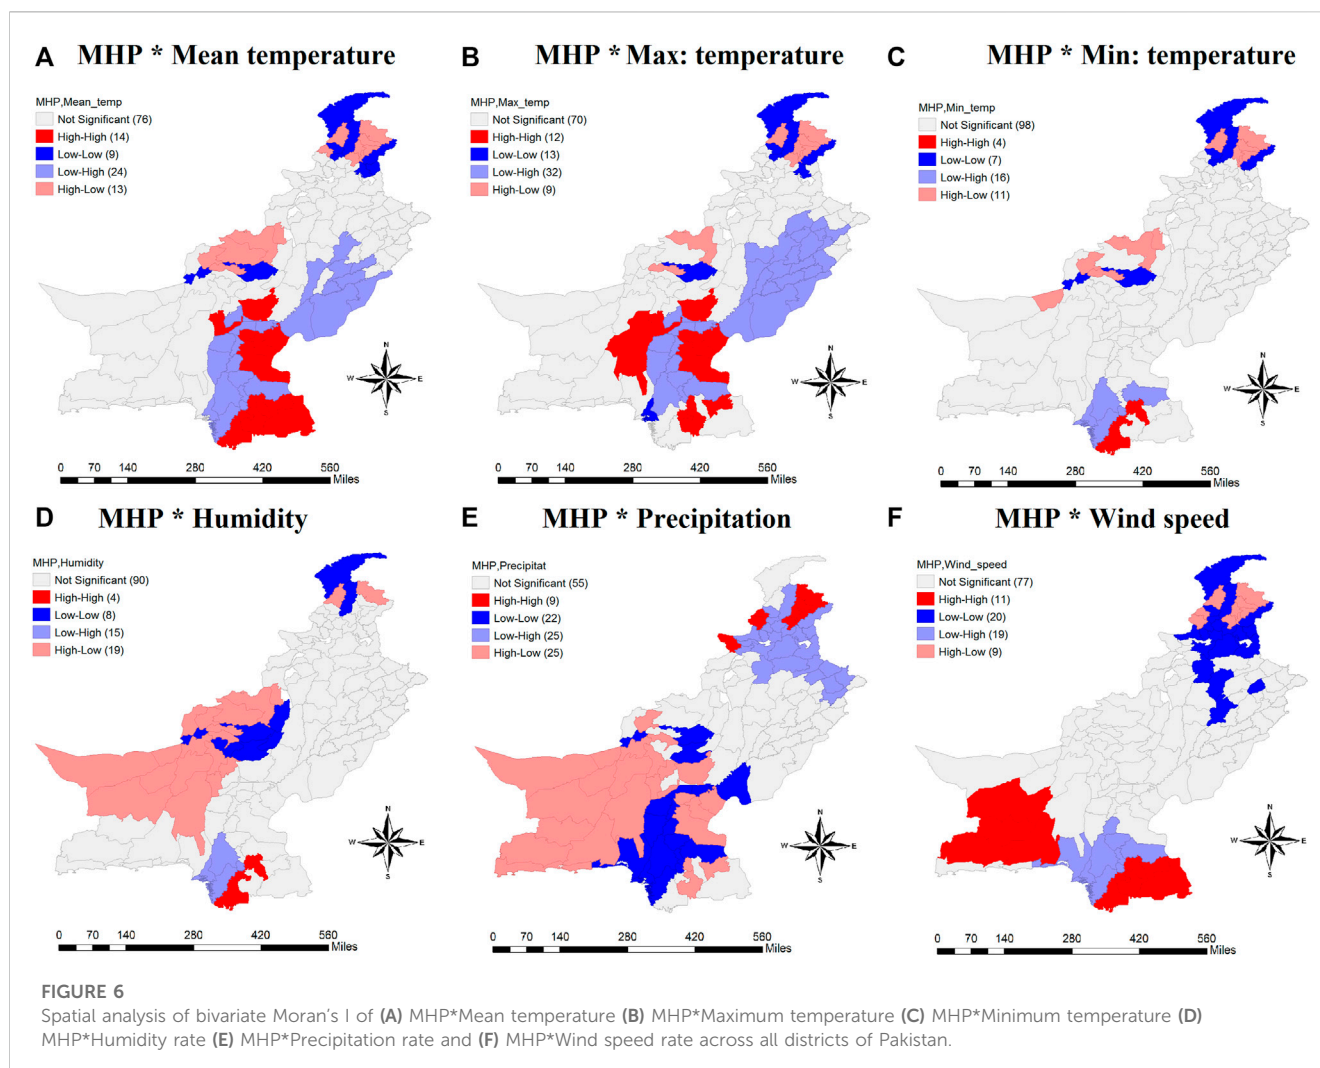 A MHP * Mean temperature
MHP,Mean_temp
Not Significant (76)
High-High (14)
Low-Low (9)
Low-High (24)
High-Low (13)
N
W E
S
0 70 140 280 420 560
Miles
B MHP * Max: temperature
MHP,Max_temp
Not Significant (70)
High-High (12)
Low-Low (13)
Low-High (32)
High-Low (9)
N
W E
S
0 70 140 280 420 560
Miles
C MHP * Min: temperature
MHP,Min_temp
Not Significant (98)
High-High (4)
Low-Low (7)
Low-High (16)
High-Low (11)
N
W E
S
0 70 140 280 420 560
Miles
D MHP * Humidity
MHP,Humidity
Not Significant (90)
High-High (4)
Low-Low (8)
Low-High (15)
High-Low (19)
N
W E
S
0 70 140 280 420 560
Miles
E MHP * Precipitation
MHP,Precipitat
Not Significant (55)
High-High (9)
Low-Low (22)
Low-High (25)
High-Low (25)
N
W E
S
0 70 140 280 420 560
Miles
F MHP * Wind speed
MHP,Wind_speed
Not Significant (77)
High-High (11)
Low-Low (20)
Low-High (19)
High-Low (9)
N
W E
S
0 70 140 280 420 560
Miles
FIGURE 6
Spatial analysis of bivariate Moran's I of (A) MHP*Mean temperature (B) MHP*Maximum temperature (C) MHP*Minimum temperature (D)
MHP*Humidity rate (E) MHP*Precipitation rate and (F) MHP*Wind speed rate across all districts of Pakistan.